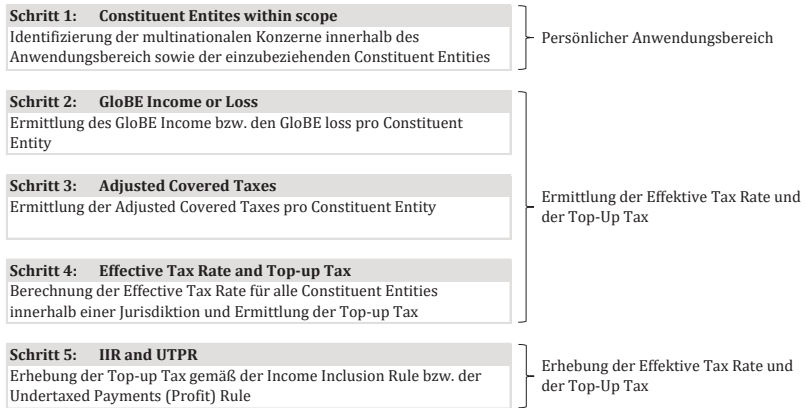 Schritt 1: Constituent Entites within scope
Identifizierung der multinationalen Konzerne innerhalb des
Anwendungsbereich sowie der einzubeziehenden Constituent Entities
Persönlicher Anwendungsbereich
Schritt 2: GloBE Income or Loss
Ermittlung des GloBE Income bzw. den GloBE loss pro Constituent
Entity
Schritt 3: Adjusted Covered Taxes
Ermittlung der Adjusted Covered Taxes pro Constituent Entity
Ermittlung der Effektive Tax Rate und
der Top-Up Tax
Schritt 4: Effective Tax Rate and Top-up Tax
Berechnung der Effective Tax Rate für alle Constituent Entities
innerhalb einer Jurisdiktion und Ermittlung der Top-up Tax
Schritt 5: IIR and UTPR
Erhebung der Top-up Tax gemäß der Income Inclusion Rule bzw. der
Undertaxed Payments (Profit) Rule
Erhebung der Effektive Tax Rate und
der Top-Up Tax